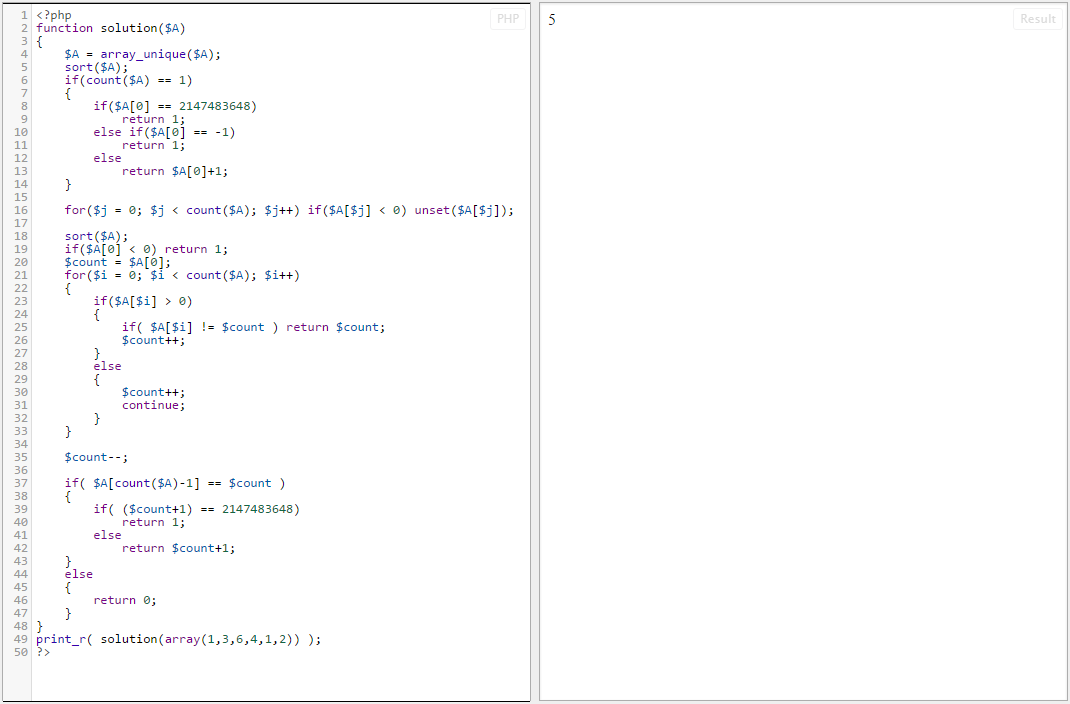 PHP
1 <?php
2 function solution($A)
3 {
4     $A = array_unique($A);
5     sort($A);
6     if(count($A) == 1)
7     {
8         if($A[0] == 2147483648)
9             return 1;
10         else if($A[0] == -1)
11             return 1;
12         else
13             return $A[0]+1;
14     }
15
16     for($j = 0; $j < count($A); $j++) if($A[$j] < 0) unset($A[$j]);
17
18     sort($A);
19     if($A[0] < 0) return 1;
20     $count = $A[0];
21     for($i = 0; $i < count($A); $i++)
22     {
23         if($A[$i] > 0)
24         {
25             if( $A[$i] != $count ) return $count;
26             $count++;
27         }
28         else
29         {
30             $count++;
31             continue;
32         }
33     }
34
35     $count--;
36
37     if( $A[count($A)-1] == $count )
38     {
39         if( ($count+1) == 2147483648)
40             return 1;
41         else
42             return $count+1;
43     }
44     else
45     {
46         return 0;
47     }
48 }
49 print_r( solution(array(1,3,6,4,1,2)) );
50 ?>
Result
5